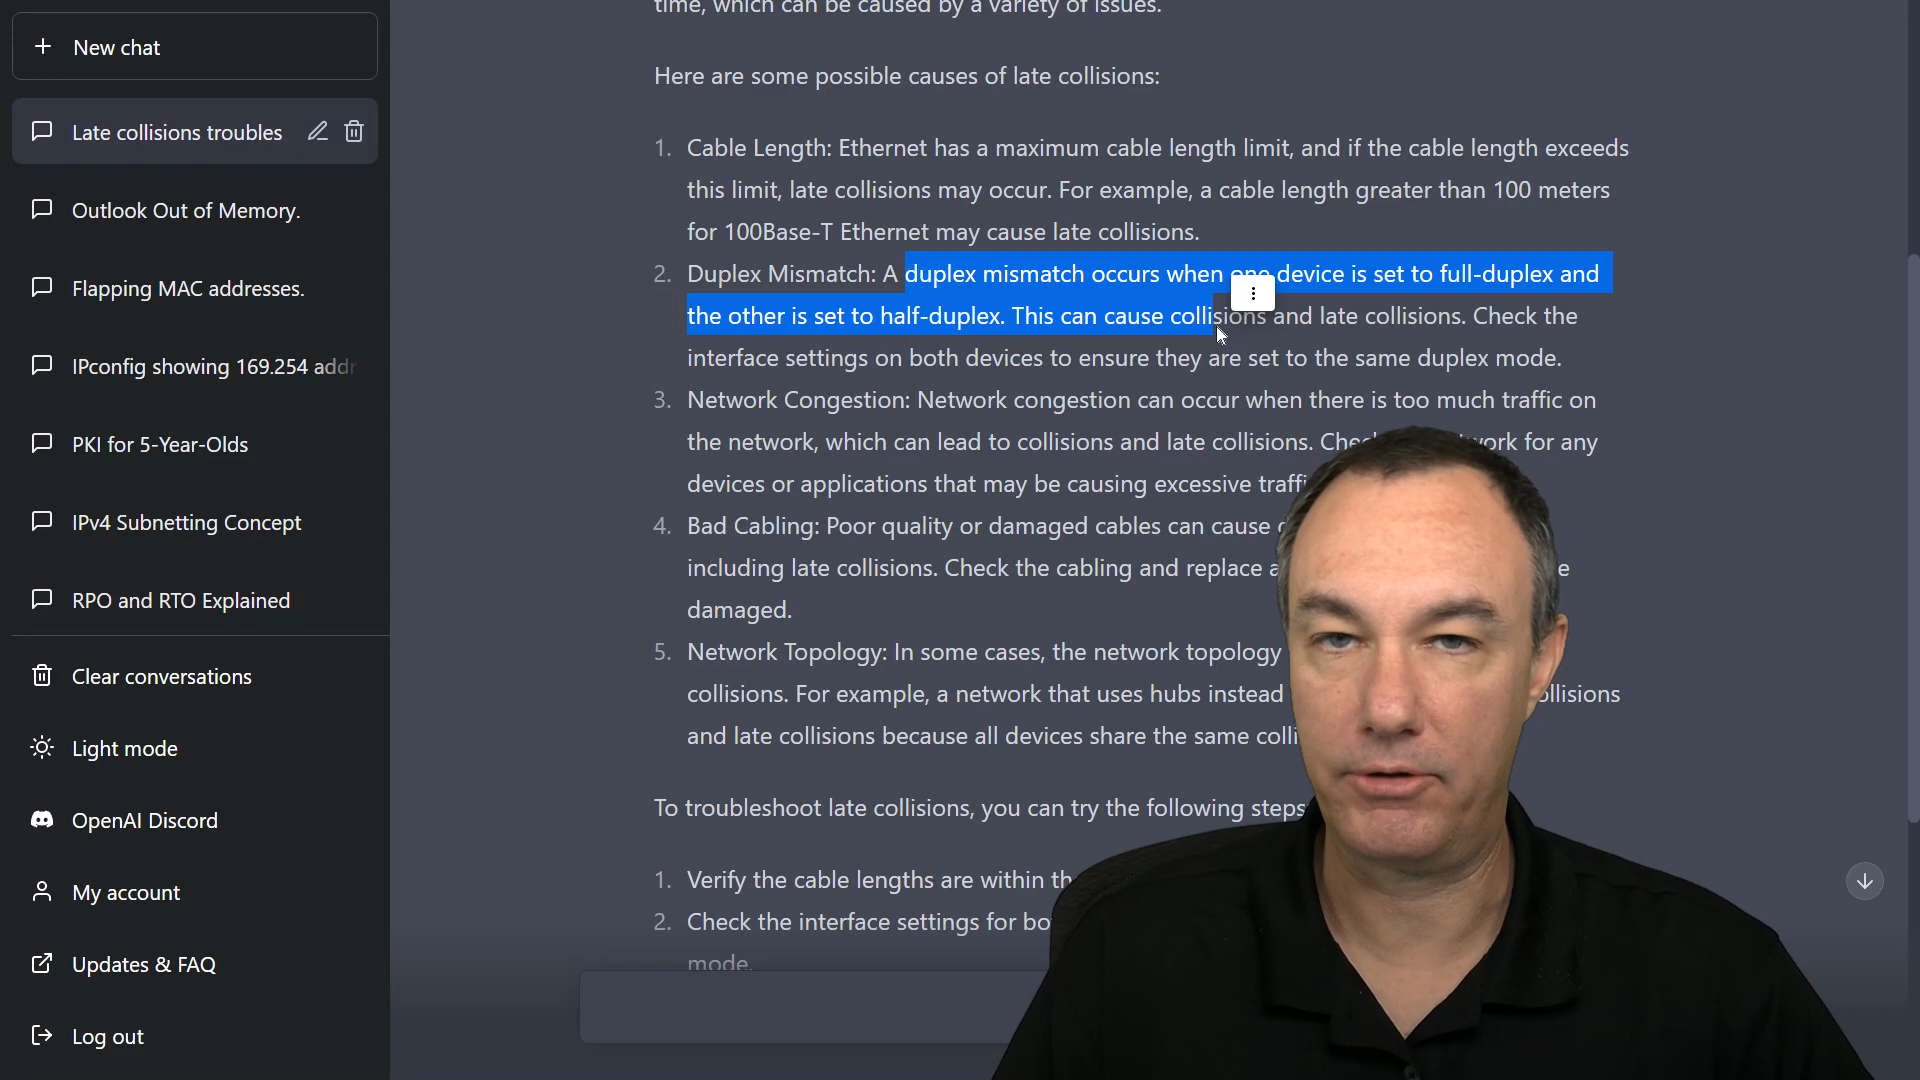 New chat
Late collisions troubles
Outlook Out of Memory.
Flapping MAC addresses.
IPconfig showing 169.254 addr
PKI for 5-Year-Olds
IPv4 Subnetting Concept
RPO and RTO Explained
Clear conversations
Light mode
OpenAI Discord
My account
Updates & FAQ
Log out
time, which can be caused by a variety of issues.
Here are some possible causes of late collisions:
1. Cable Length: Ethernet has a maximum cable length limit, and if the cable length exceeds
this limit, late collisions may occur. For example, a cable length greater than 100 meters
for 100Base-T Ethernet may cause late collisions.
2. Duplex Mismatch: A duplex mismatch occurs when one device is set to full-duplex and
the other is set to half-duplex. This can cause collisions and late collisions. Check the
interface settings on both devices to ensure they are set to the same duplex mode.
3. Network Congestion: Network congestion can occur when there is too much traffic on
the network, which can lead to collisions and late collisions. for any
devices or applications that may be causing excessive
4. Bad Cabling: Poor quality or damaged cables can cause
including late collisions. Check the cabling and replace
damaged.
5. Network Topology: In some cases, the network topology
collisions. For example, a network that uses hubs instead
and late collisions because all devices share the same
To troubleshoot late collisions, you can try the following steps
1. Verify the cable lengths are within
2. Check the interface settings for
mode.